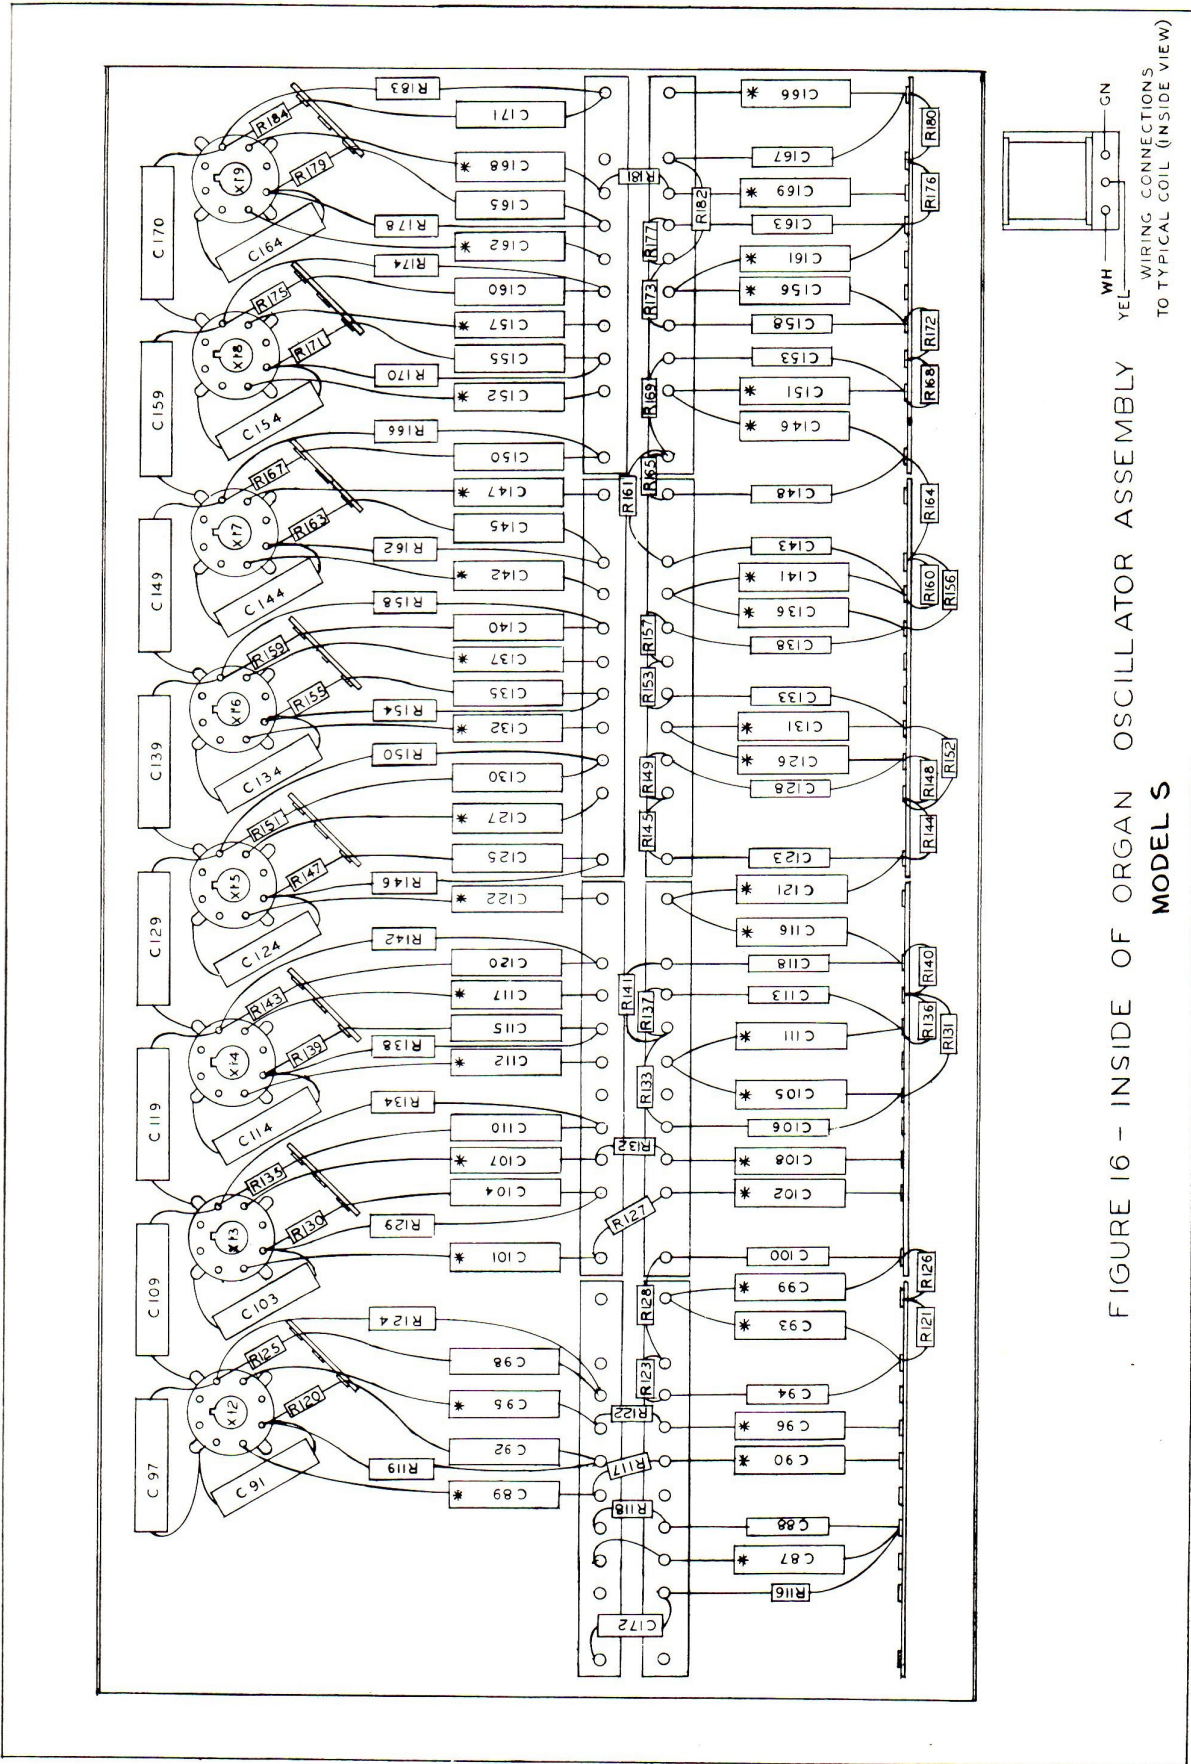 R183
C171
R184
C168
R179
C165
R178
C162
X19
C170
C164
R174
C160
R175
C157
C155
R171
R170
C152
X18
C159
C154
R166
C150
R167
C147
C145
R163
R162
C142
X17
C149
C144
R158
C140
R159
C137
C135
R155
R154
C132
X16
C139
C134
R150
C130
R151
C127
C125
R147
R146
C122
X15
C129
C124
R142
C120
R143
C117
C115
R139
R138
C112
X14
C119
C114
R134
C110
R135
C107
C104
R130
R129
C101
X13
C109
C103
R124
C98
R125
C95
C92
R120
R119
C89
X12
C97
C91
R181
R182
R177
R173
R169
R165
R161
R157
R153
R149
R145
R141
R137
R133
R132
R127
R128
R123
R122
R117
R118
C172
C166
C167
C169
C163
C161
C156
C158
C153
C151
C146
C148
C143
C141
C136
C138
C133
C131
C126
C128
C123
C121
C116
C118
C113
C111
C105
C106
C108
C102
C100
C99
C93
C94
C96
C90
C88
C87
R116
R180
R176
R172
R168
R164
R160
R156
R152
R148
R144
R140
R136
R131
R126
R121
WH
YEL
GN
WIRING CONNECTIONS
TO TYPICAL COIL (INSIDE VIEW)
FIGURE 16 - INSIDE OF ORGAN OSCILLATOR ASSEMBLY
MODEL S